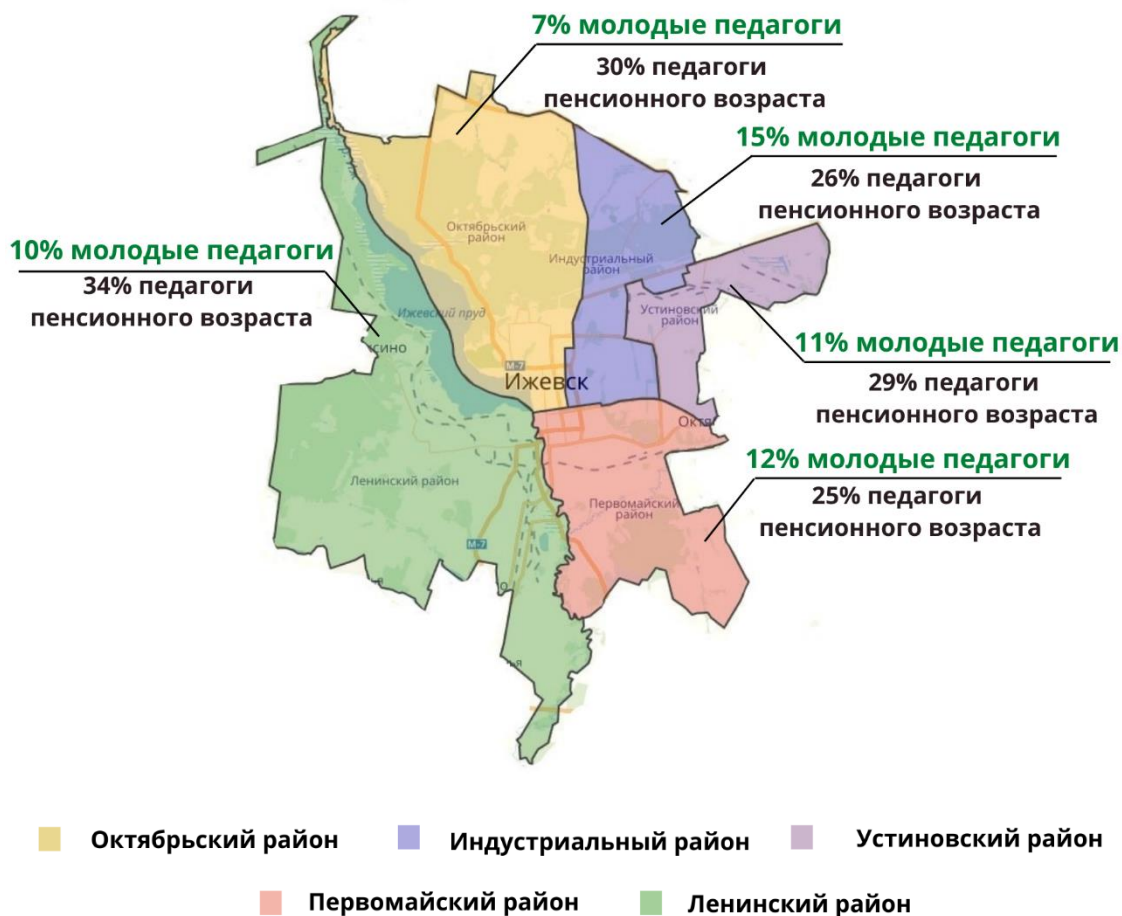 7% молодые педагоги
30% педагоги
пенсионного возраста
15% молодые педагоги
26% педагоги
пенсионного возраста
10% молодые педагоги
34% педагоги
пенсионного возраста
11% молодые педагоги
29% педагоги
пенсионного возраста
12% молодые педагоги
25% педагоги
пенсионного возраста
Октябрьский
район
Индустриальный
район
Устиновский
район
Ижевский пруд
М-7
Ижевск
Ленинский район
Первомайский
район
М-7
Октябрьский район
Индустриальный район
Устиновский район
Первомайский район
Ленинский район